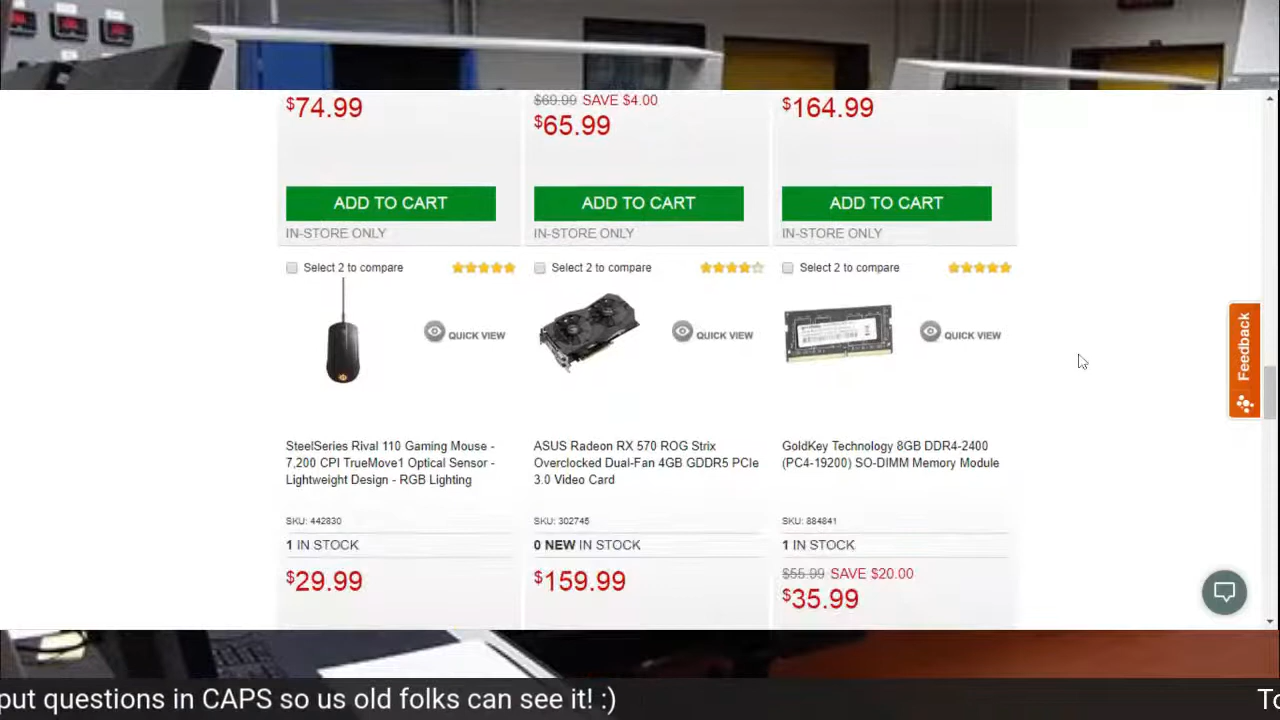 $74.99
$69.99 SAVE $4.00
$65.99
$164.99
ADD TO CART
ADD TO CART
ADD TO CART
IN-STORE ONLY
IN-STORE ONLY
IN-STORE ONLY
Select 2 to compare
Select 2 to compare
Select 2 to compare
QUICK VIEW
QUICK VIEW
QUICK VIEW
Feedback
SteelSeries Rival 110 Gaming Mouse -
7,200 CPI TrueMove1 Optical Sensor -
Lightweight Design - RGB Lighting
ASUS Radeon RX 570 ROG Strix
Overclocked Dual-Fan 4GB GDDR5 PCIe
3.0 Video Card
GoldKey Technology 8GB DDR4-2400
(PC4-19200) SO-DIMM Memory Module
SKU: 442830
SKU: 302745
SKU: 884841
1 IN STOCK
0 NEW IN STOCK
1 IN STOCK
$29.99
$159.99
$55.99 SAVE $20.00
$35.99
put questions in CAPS so us old folks can see it! :)
To